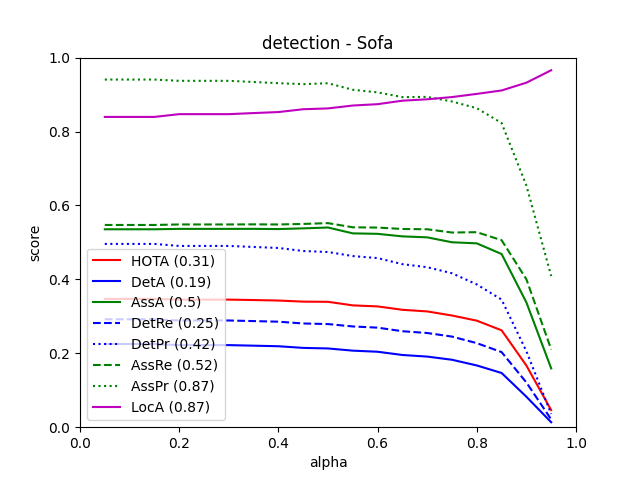 detection - Sofa
1.0
0.8
0.6
0.4
0.2
0.0
score
HOTA (0.31)
DetA (0.19)
AssA (0.5)
DetRe (0.25)
DetPr (0.42)
AssRe (0.52)
AssPr (0.87)
LocA (0.87)
0.0 0.2 0.4 0.6 0.8 1.0
alpha